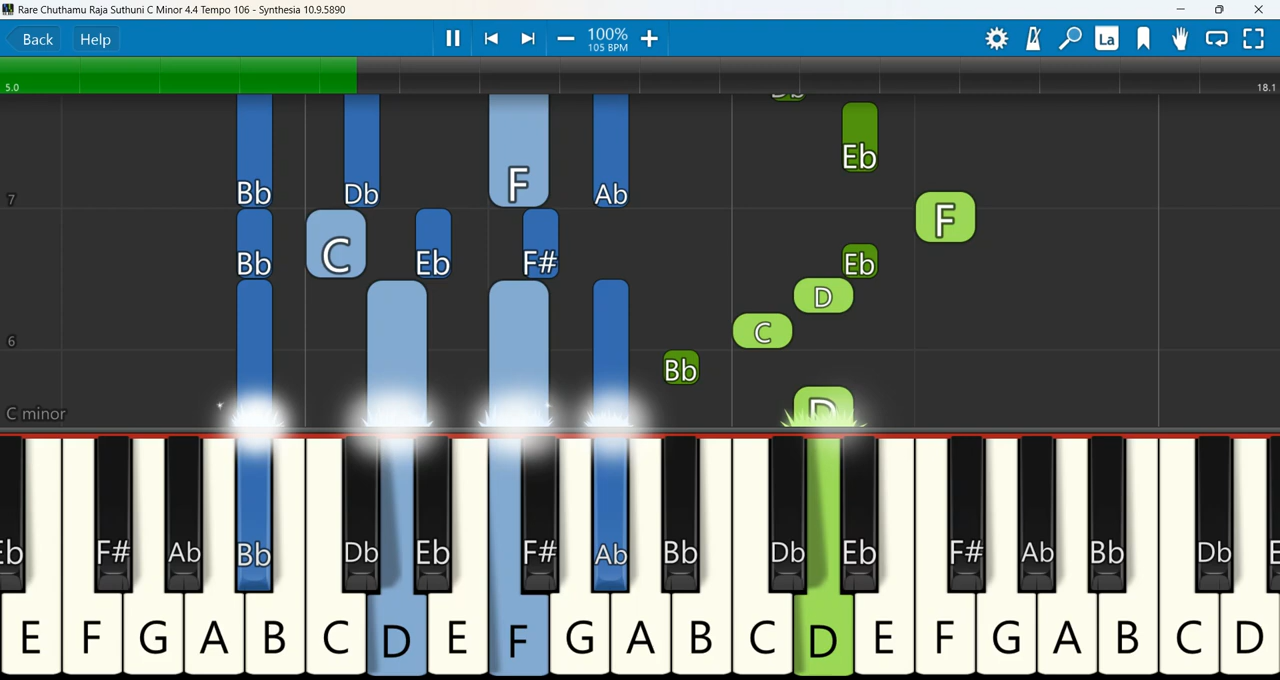 Rare Chuthamu Raja Suthuni C Minor 4.4 Tempo 106 - Synthesia 10.9.5890
Back Help 100% La
105 BPM
5.0 18.1
Db
Eb
Bb Db F Ab
7
F
Bb C Eb F# Eb
D
6 C
Bb
C minor D
Eb F# Ab Bb Db Eb F# Ab Bb Db Eb F# Ab Bb Db E
E F G A B C D E F G A B C D E F G A B C D